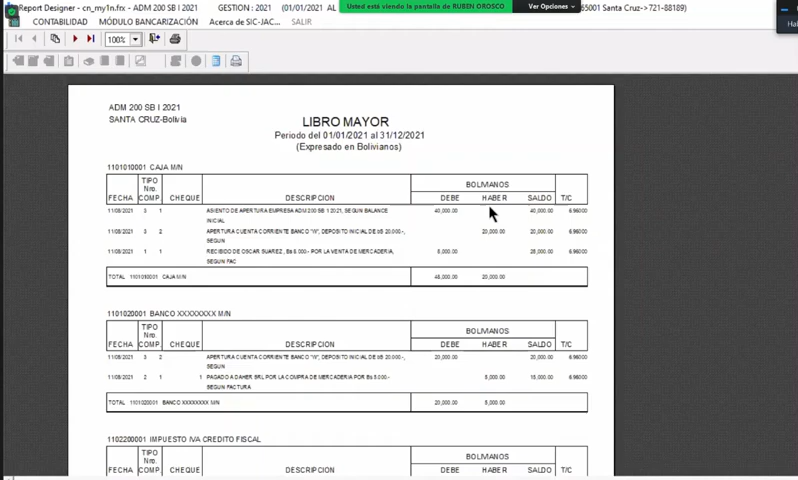 Report Designer - cn_my1n.frx - ADM 200 SB I 2021 GESTION : 2021 (01/01/2021 AL Usted está viendo la pantalla de RUBEN OROSCO Ver Opciones 65001 Santa Cruz->721-88189)
CONTABILIDAD MÓDULO BANCARIZACIÓN Acerca de SIC-JAC... SALIR
100%
ADM 200 SB I 2021
SANTA CRUZ-Bolivia
LIBRO MAYOR
Periodo del 01/01/2021 al 31/12/2021
(Expresado en Bolivianos)
1101010001 CAJA M/N
TIPO BOLIVIANOS
Nro.
FECHA COMP CHEQUE DESCRIPCION DEBE HABER SALDO T/C
11/08/2021 3 1 ASIENTO DE APERTURA EMPRESA ADM 200 SB 1 2021, SEGUN BALANCE 40,000.00 40,000.00 6.96000
INICIAL
11/08/2021 3 2 APERTURA CUENTA CORRIENTE BANCO "N", DEPOSITO INICIAL DE BS 20.000.-, 20,000.00 20,000.00 6.96000
SEGUN
11/08/2021 1 1 RECIBIDO DE OSCAR SUAREZ , Bs 8.000.- POR LA VENTA DE MERCADERIA, 8,000.00 28,000.00 6.96000
SEGUN FAC
TOTAL 1101010001 CAJA M/N 48,000.00 20,000.00
1101020001 BANCO XXXXXXXX M/N
TIPO BOLIVIANOS
Nro.
FECHA COMP CHEQUE DESCRIPCION DEBE HABER SALDO T/C
11/08/2021 3 2 APERTURA CUENTA CORRIENTE BANCO "N", DEPOSITO INICIAL DE BS 20.000.-, 20,000.00 20,000.00 6.96000
SEGUN
11/08/2021 2 1 1 PAGADO A DAHER SRL POR LA COMPRA DE MERCADERIA POR Bs 5.000.- 5,000.00 15,000.00 6.96000
SEGUN FACTURA
TOTAL 1101020001 BANCO XXXXXXXX M/N 20,000.00 5,000.00
1102200001 IMPUESTO IVA CREDITO FISCAL
TIPO BOLIVIANOS
Nro.
FECHA COMP CHEQUE DESCRIPCION DEBE HABER SALDO T/C